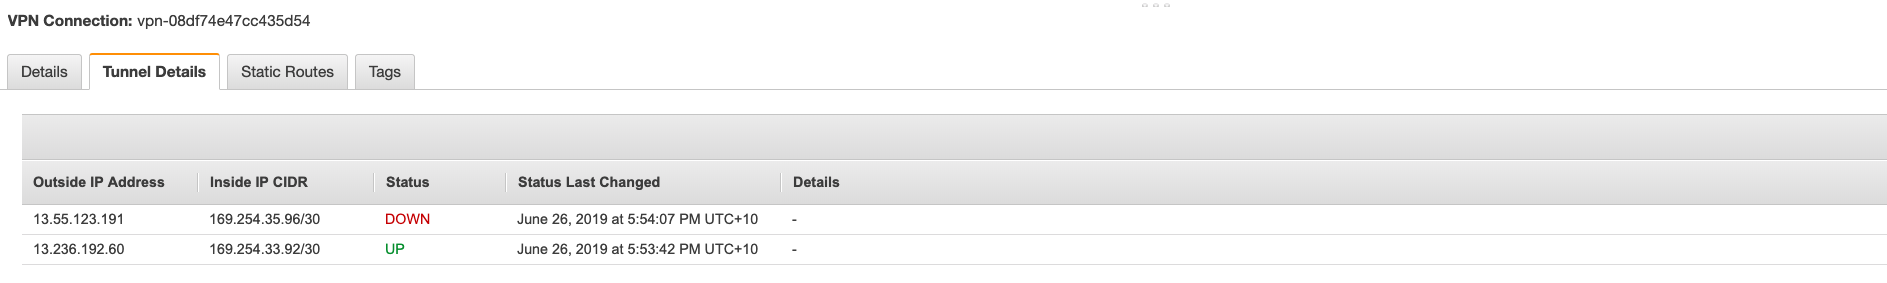 VPN Connection: vpn-08df74e47cc435d54
Details Tunnel Details Static Routes Tags
Outside IP Address Inside IP CIDR Status Status Last Changed Details
13.55.123.191 169.254.35.96/30 DOWN June 26, 2019 at 5:54:07 PM UTC+10 -
13.236.192.60 169.254.33.92/30 UP June 26, 2019 at 5:53:42 PM UTC+10 -